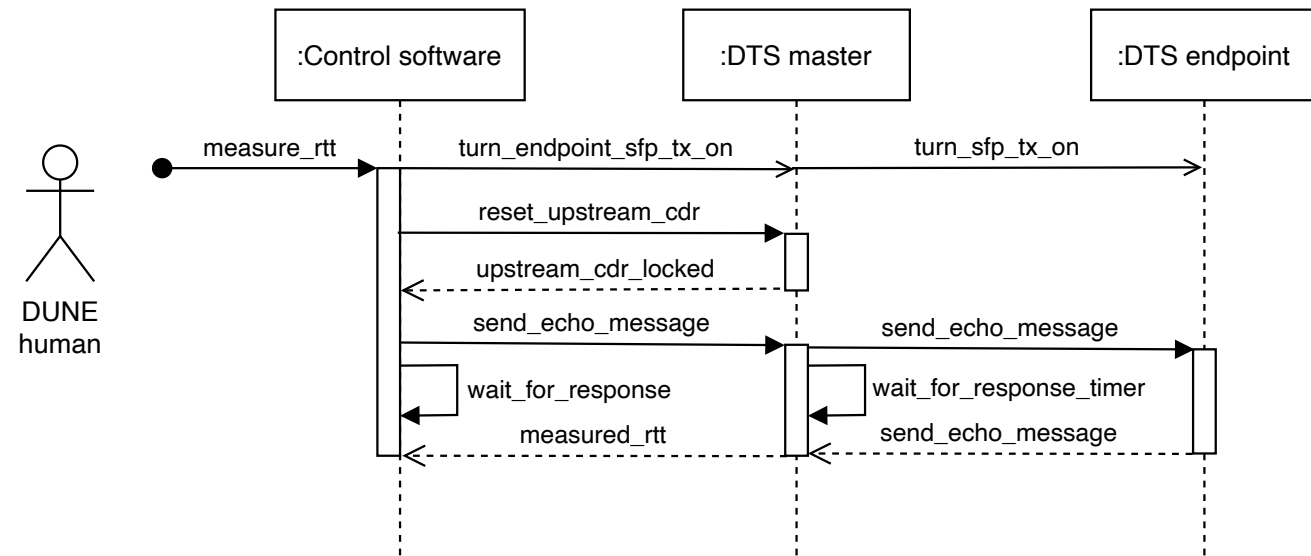 :Control software
:DTS master
:DTS endpoint
measure_rtt
turn_endpoint_sfp_tx_on
turn_sfp_tx_on
reset_upstream_cdr
upstream_cdr_locked
DUNE
human
send_echo_message
send_echo_message
wait_for_response
wait_for_response_timer
measured_rtt
send_echo_message